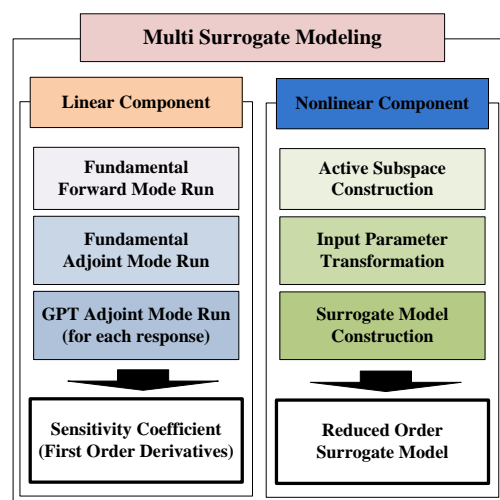 Multi Surrogate Modeling
Linear Component
Fundamental
Forward Mode Run
Fundamental
Adjoint Mode Run
GPT Adjoint Mode Run
(for each response)
Sensitivity Coefficient
(First Order Derivatives)
Nonlinear Component
Active Subspace
Construction
Input Parameter
Transformation
Surrogate Model
Construction
Reduced Order
Surrogate Model